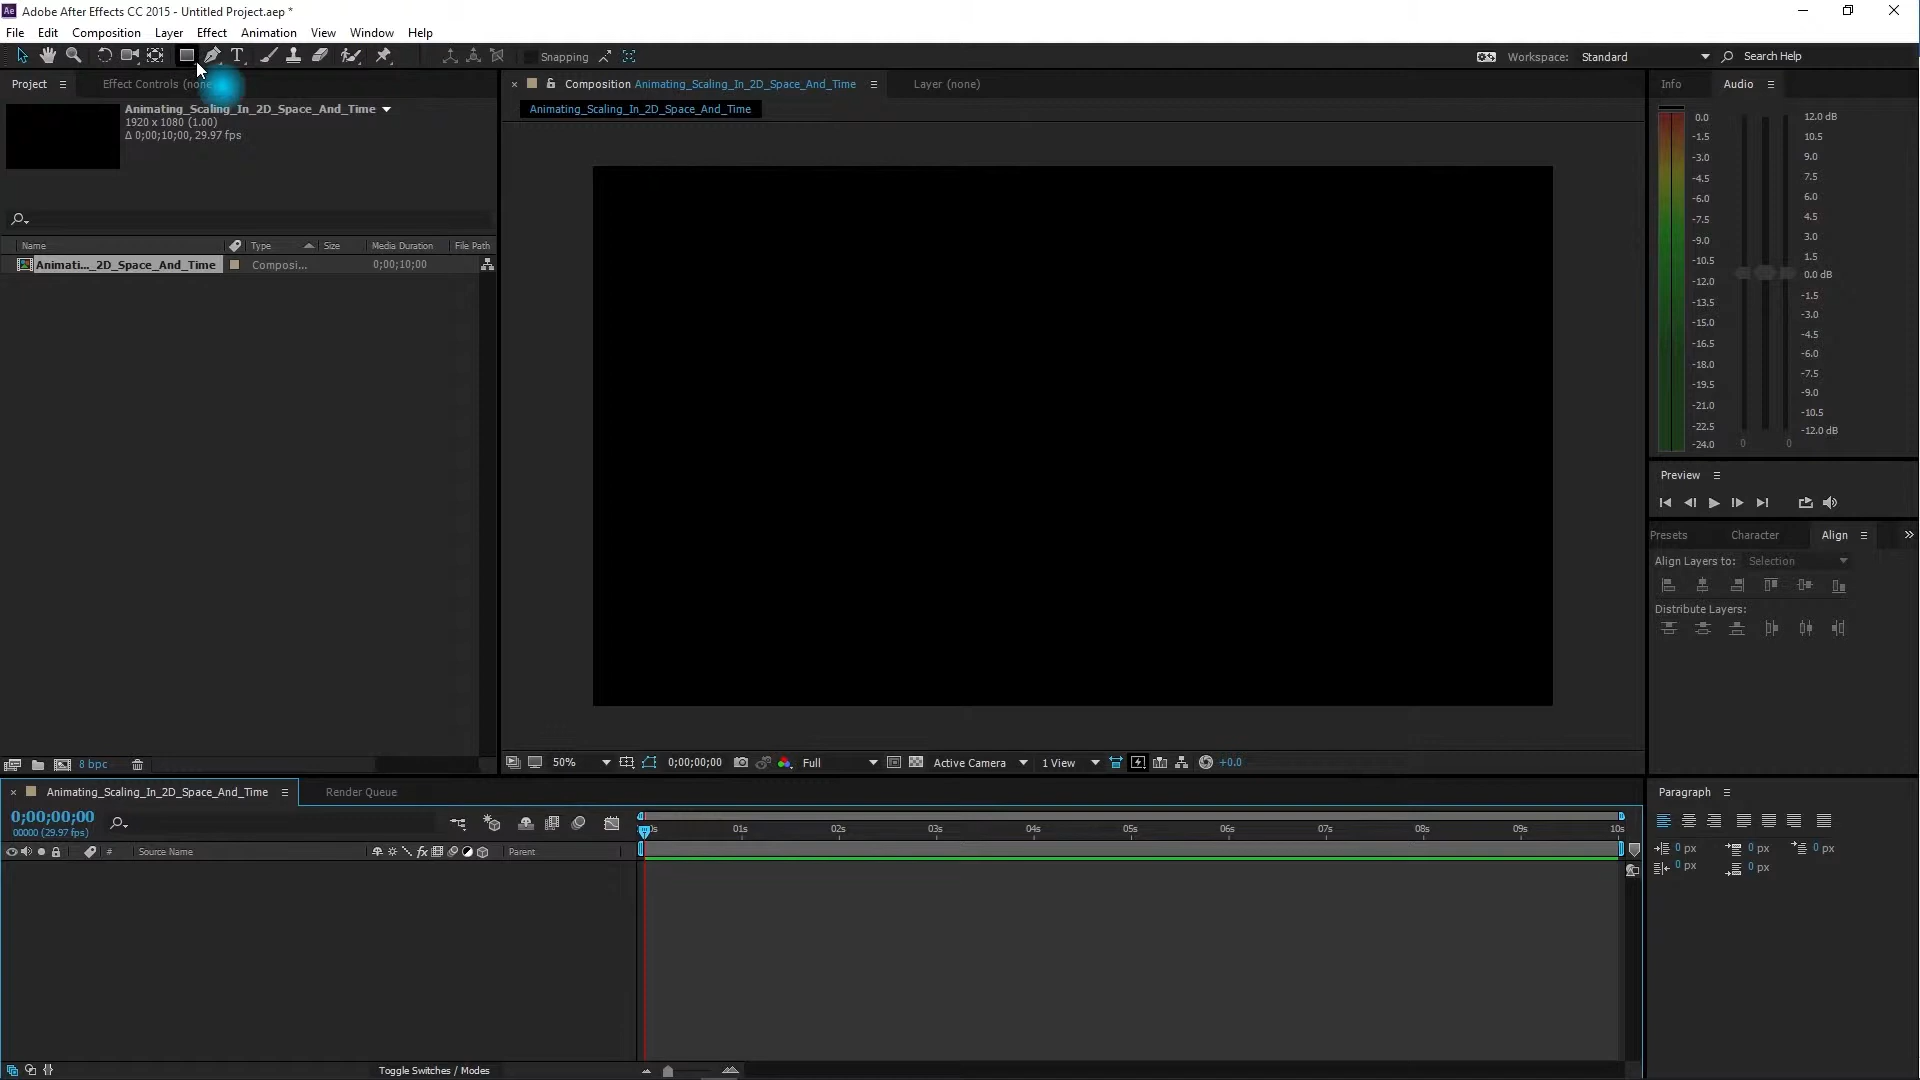 Ae Adobe After Effects CC 2015 - Untitled Project.aep *
File Edit Composition Layer Effect Animation View Window Help
T Snapping Workspace: Standard Search Help
Project Effect Controls (none
Animating_Scaling_In_2D_Space_And_Time
1920 x 1080 (1.00)
Δ 0;00;10;00, 29.97 fps
Name Type Size Media Duration File Path
Animati..._2D_Space_And_Time Composi... 0;00;10;00
8 bpc
× Composition Animating_Scaling_In_2D_Space_And_Time Layer (none)
Animating_Scaling_In_2D_Space_And_Time
50% 0;00;00;00 Full Active Camera 1 View +0.0
Info Audio
0.0 12.0 dB
-1.5 10.5
-3.0 9.0
-4.5 7.5
-6.0 6.0
-7.5 4.5
-9.0 3.0
-10.5 1.5
-12.0 0.0 dB
-13.5 -1.5
-15.0 -3.0
-16.5 -4.5
-18.0 -6.0
-19.5 -7.5
-21.0 -9.0
-22.5 -10.5
-24.0 0 0 -12.0 dB
Preview
Presets Character Align »
Align Layers to: Selection
Distribute Layers:
× Animating_Scaling_In_2D_Space_And_Time Render Queue
0;00;00;00
00000 (29.97 fps)
# Source Name fx Parent
01s 02s 03s 04s 05s 06s 07s 08s 09s 10s
Toggle Switches / Modes
Paragraph
0 px 0 px 0 px
0 px 0 px